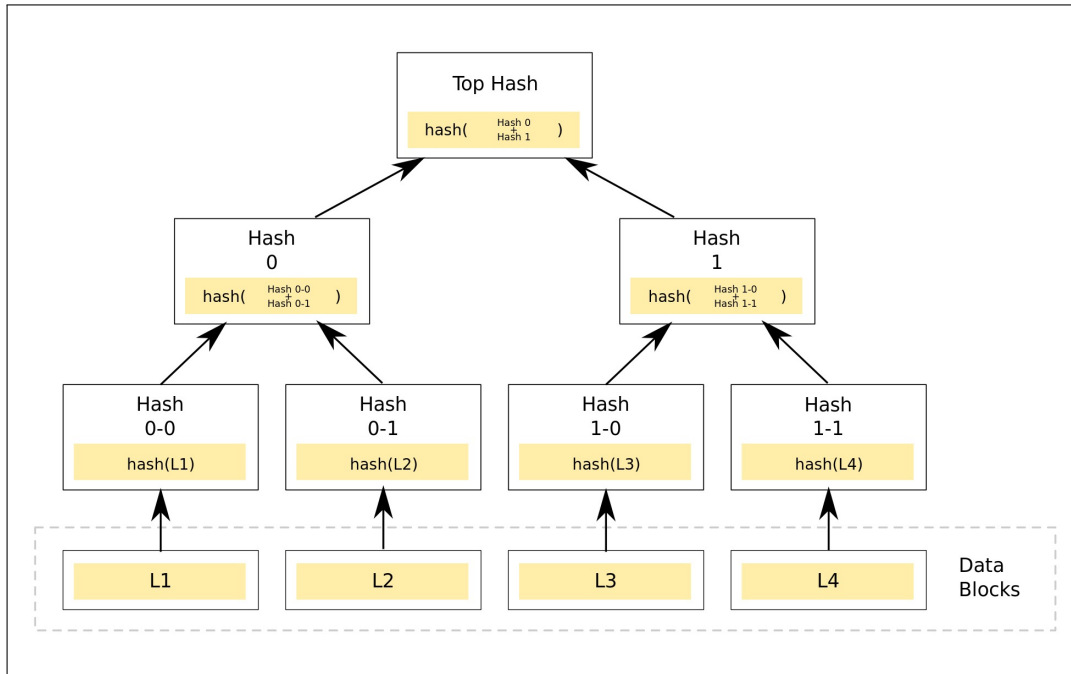 Top Hash
hash( Hash 0 + Hash 1 )
Hash
0
hash( Hash 0-0 + Hash 0-1 )
Hash
1
hash( Hash 1-0 + Hash 1-1 )
Hash
0-0
hash(L1)
Hash
0-1
hash(L2)
Hash
1-0
hash(L3)
Hash
1-1
hash(L4)
L1
L2
L3
L4
Data
Blocks